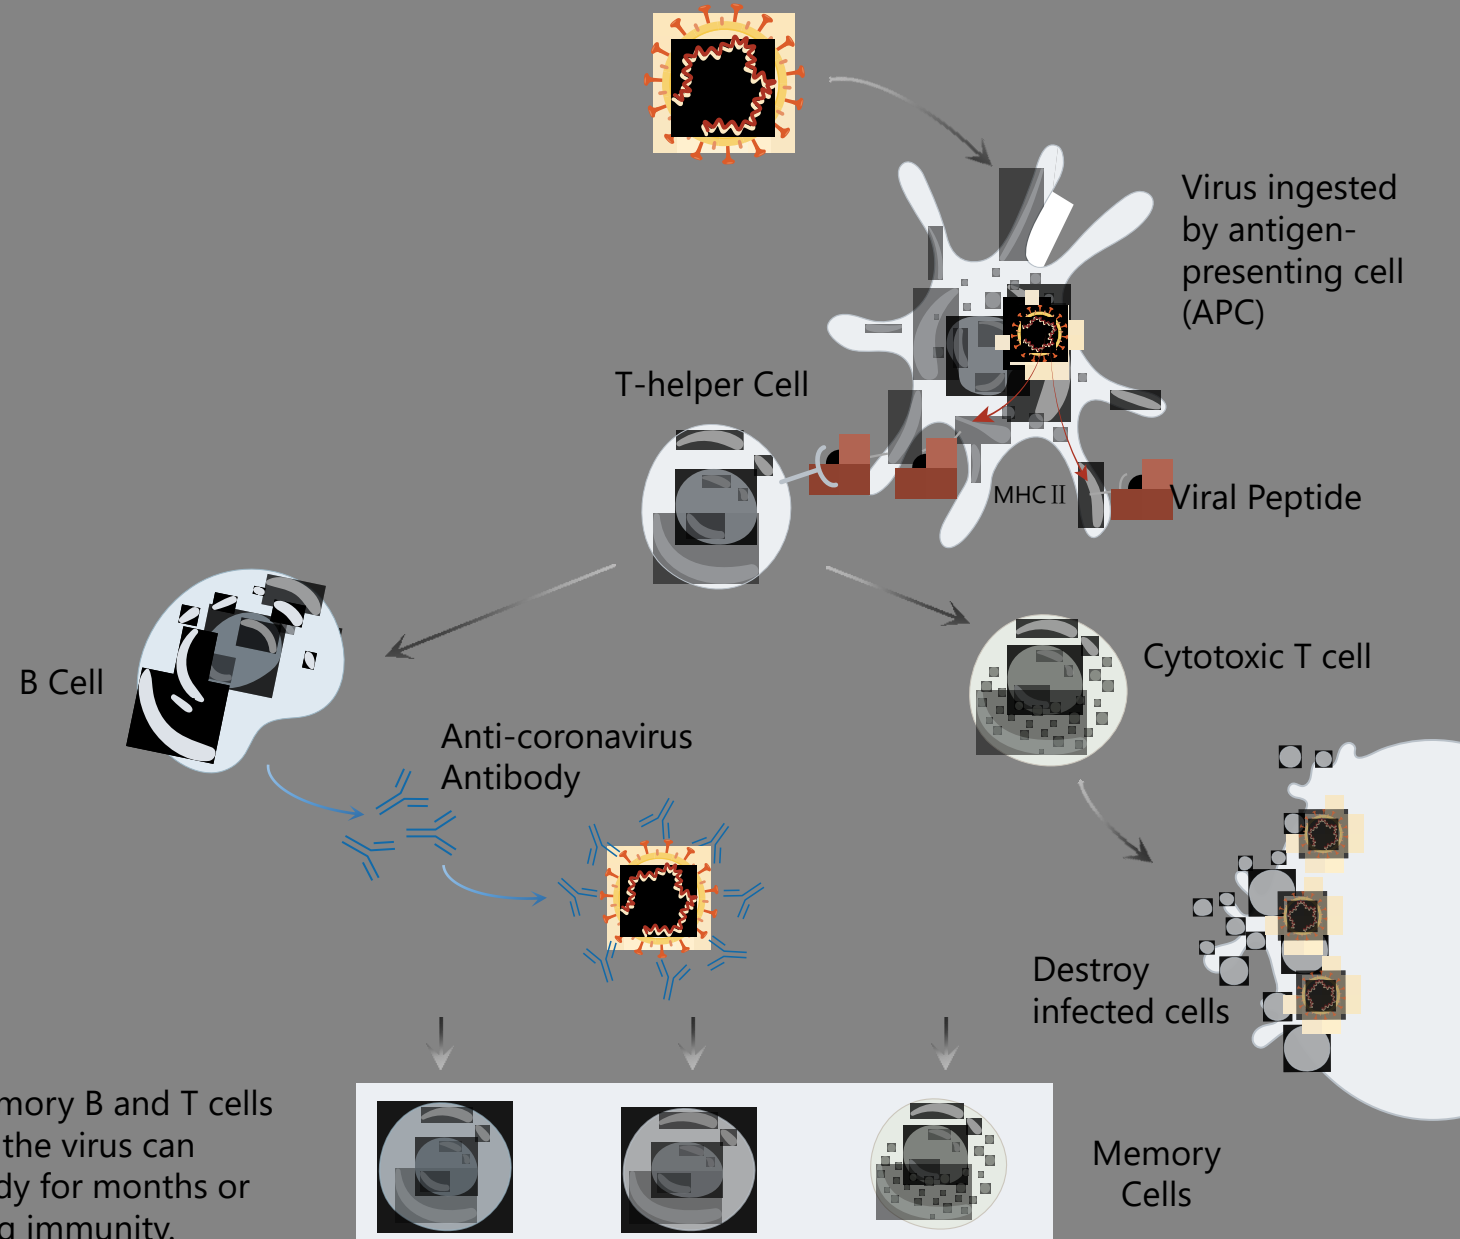 Virus ingested
by antigen-
presenting cell
(APC)
T-helper Cell
MHC II
Viral Peptide
B Cell
Cytotoxic T cell
Anti-coronavirus
Antibody
Destroy
infected cells
mory B and T cells
the virus can
dy for months or
g immunity.
Memory
Cells